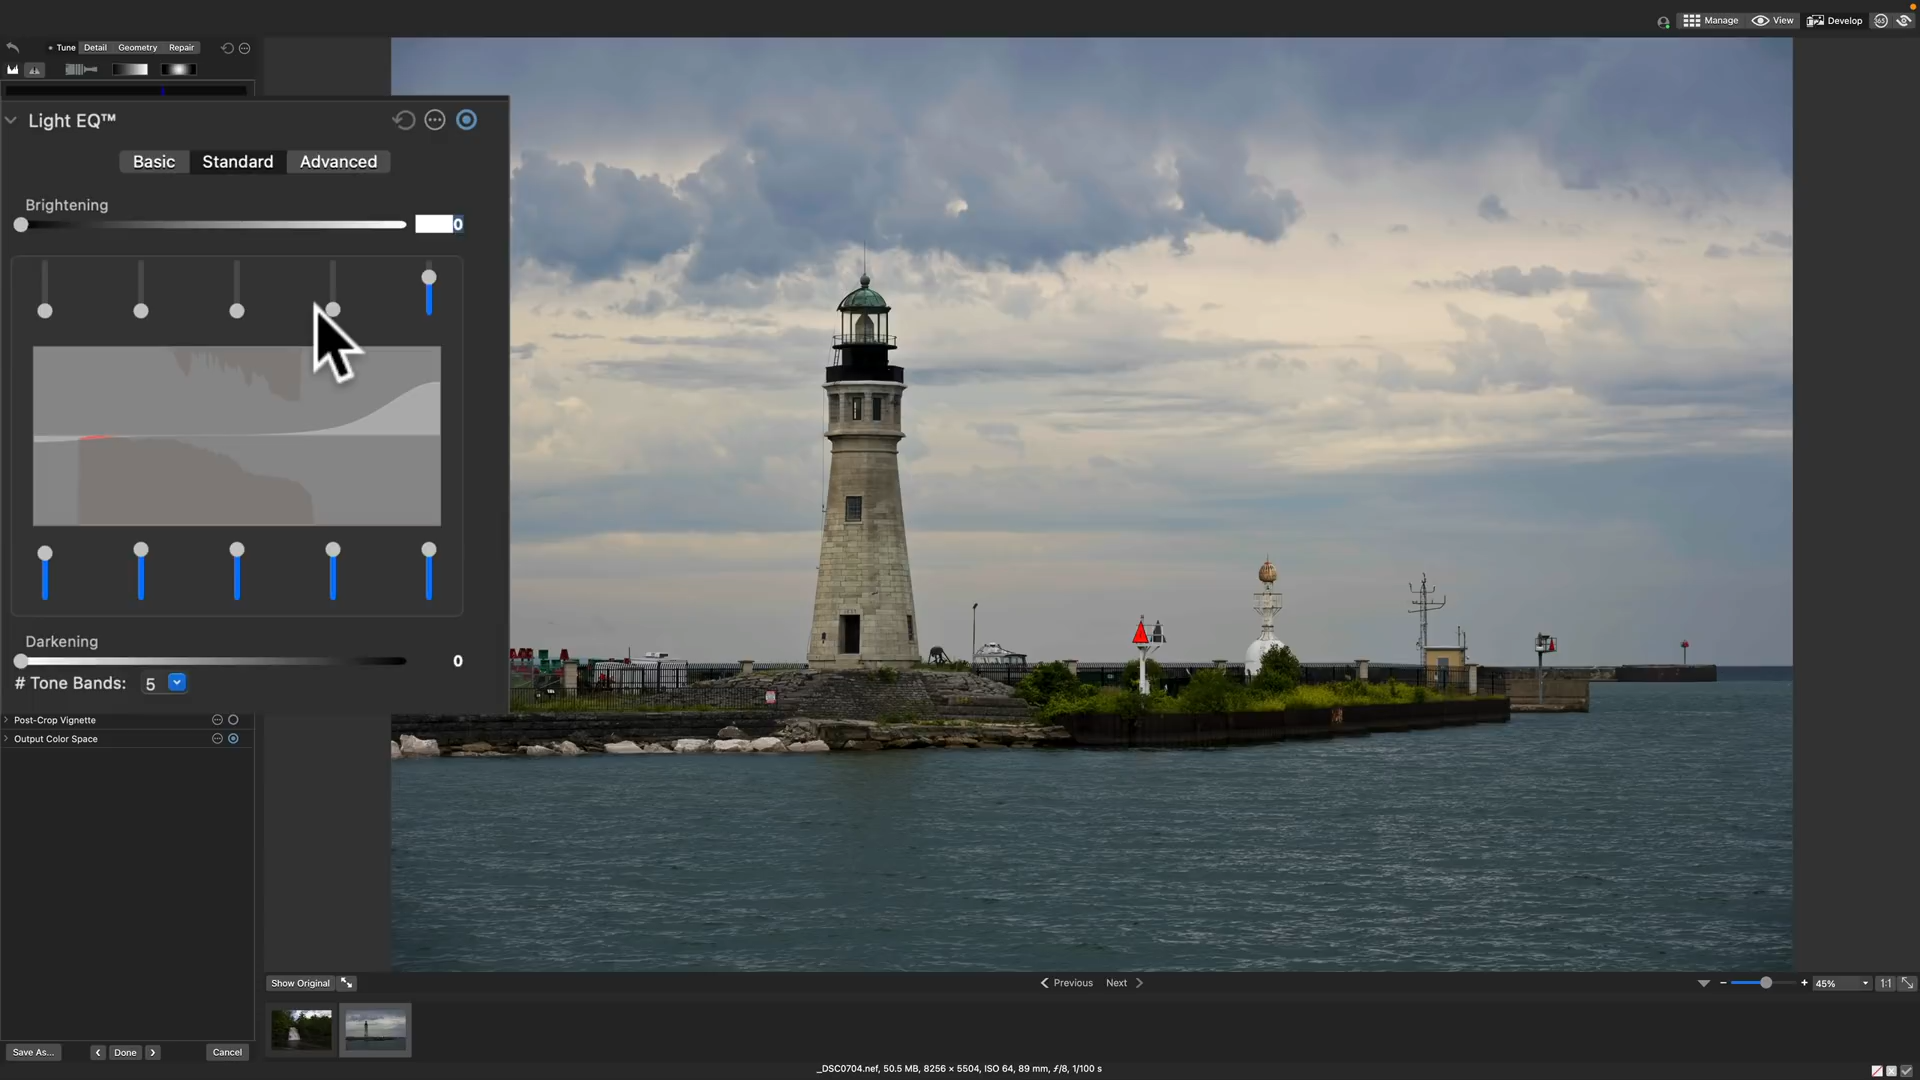 Manage View Develop 365
Tune Detail Geometry Repair
Light EQ™
Basic Standard Advanced
Brightening
0
Darkening
0
# Tone Bands: 5
Post-Crop Vignette
Output Color Space
Show Original
Previous Next
− + 45% 1:1
Save As... Done Cancel
_DSC0704.nef, 50.5 MB, 8256 × 5504, ISO 64, 89 mm, ƒ/8, 1/100 s